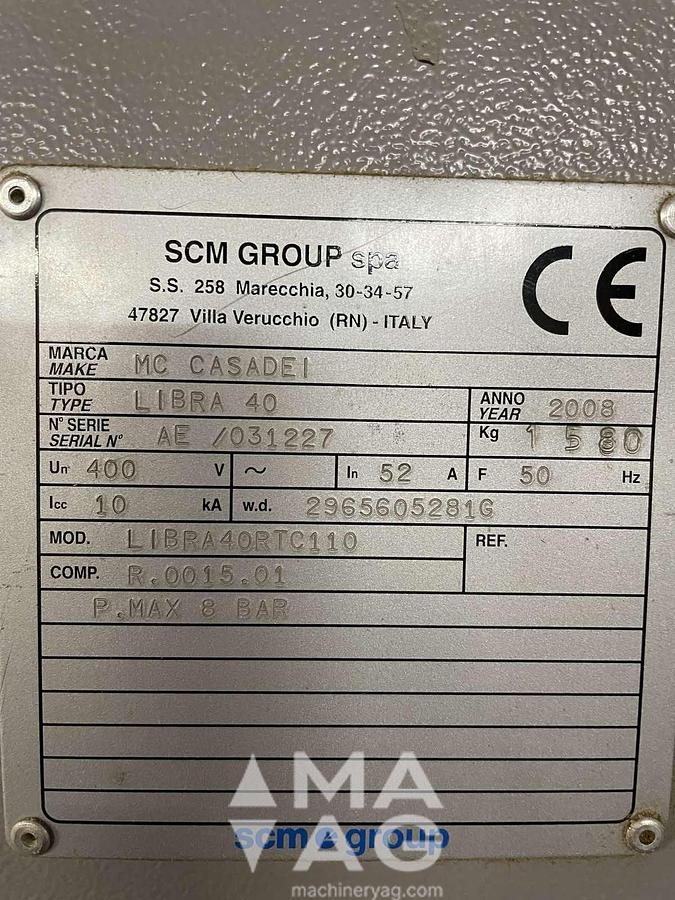 SCM GROUP spa
S.S. 258 Marecchia, 30-34-57
47827 Villa Verucchio (RN) - ITALY
CE
MARCA
MAKE MC CASADEI
TIPO
TYPE LIBRA 40 ANNO
YEAR 2008
N° SERIE
SERIAL N° AE /031227 Kg 1580
Un 400 V ~ In 52 A F 50 Hz
Icc 10 kA w.d. 2965605281G
MOD. LIBRA40RTC110 REF.
COMP. R.0015.01
P.MAX 8 BAR
MA
AG
scm group
machineryag.com